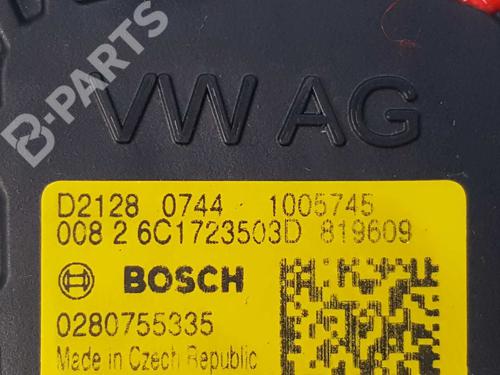 B-PARTS
VW AG
D2128 0744 1005745
008 2 6C1723503D 819609
BOSCH
0280755335
Made in Czech Republic